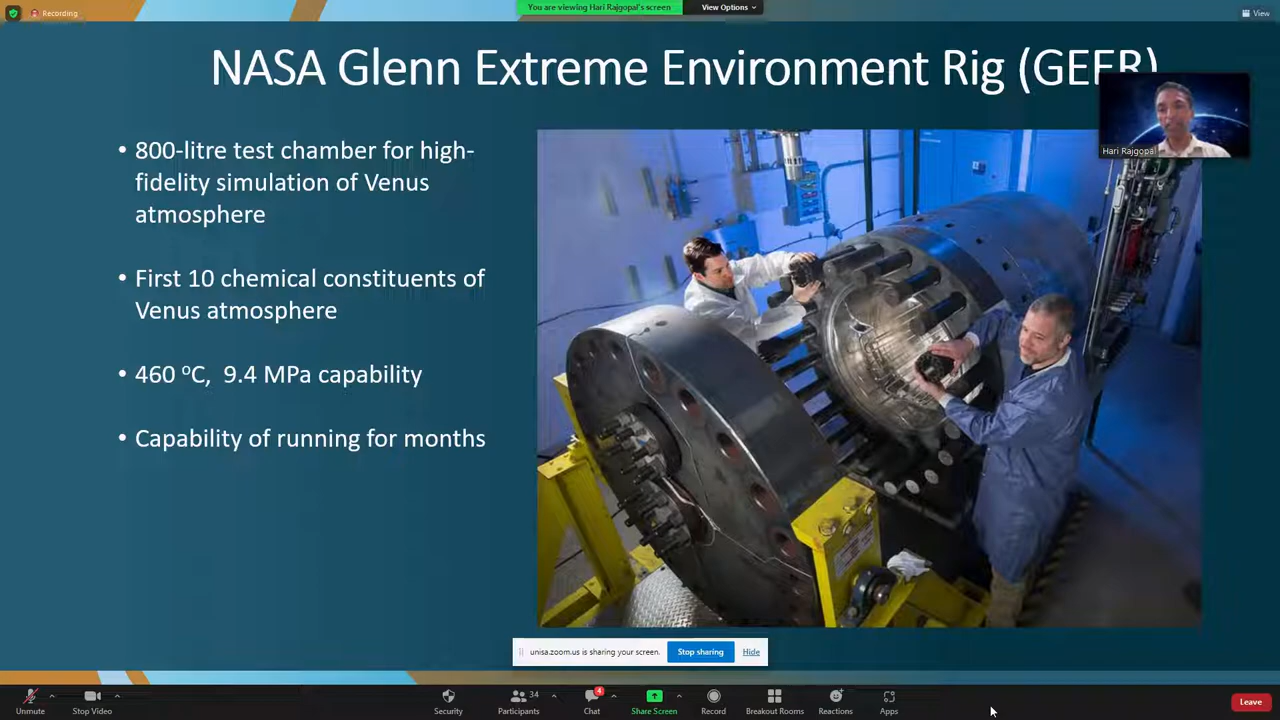 Recording
You are viewing Hari Rajgopal's screen
View Options
View
NASA Glenn Extreme Environment Rig (GEER)
Hari Rajgopal
• 800-litre test chamber for high-
fidelity simulation of Venus
atmosphere
• First 10 chemical constituents of
Venus atmosphere
• 460 ºC, 9.4 MPa capability
• Capability of running for months
unisa.zoom.us is sharing your screen.
Stop sharing
Hide
Unmute
Stop Video
Security
34
Participants
4
Chat
Share Screen
Record
Breakout Rooms
Reactions
Apps
Leave